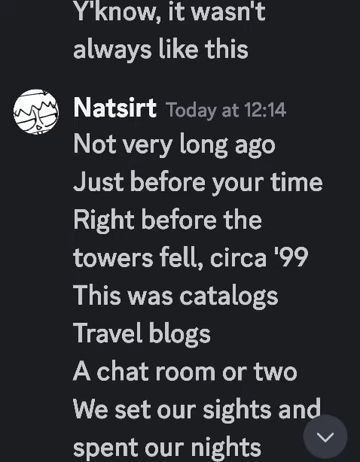 Y'know, it wasn't
always like this
Natsirt Today at 12:14
Not very long ago
Just before your time
Right before the
towers fell, circa '99
This was catalogs
Travel blogs
A chat room or two
We set our sights and
spent our nights